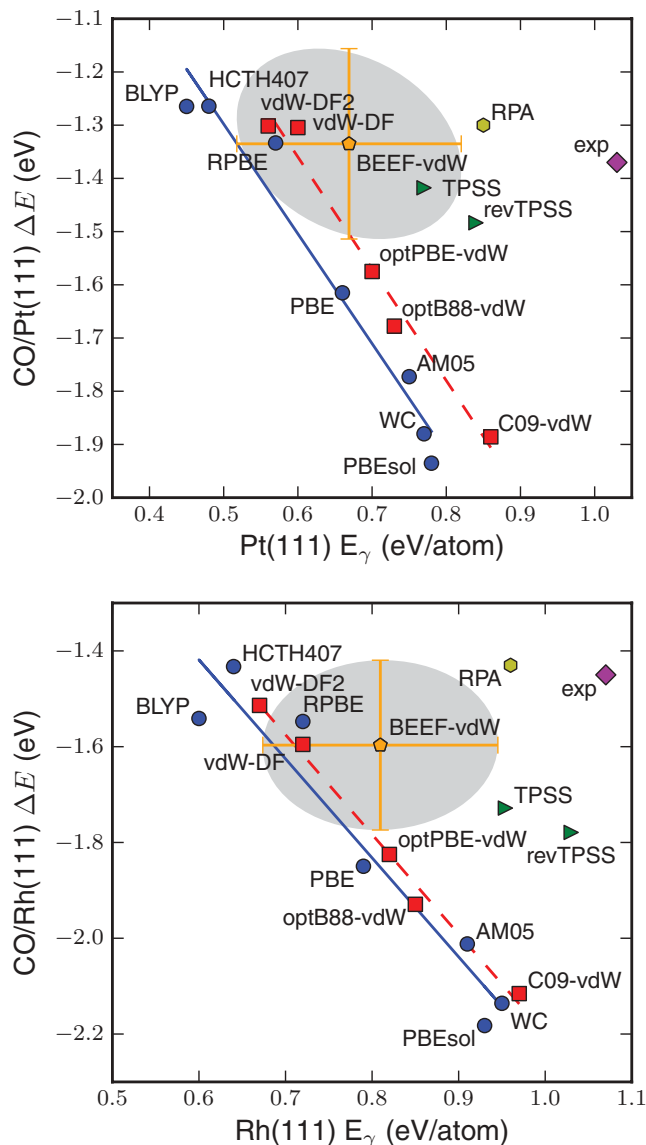 −1.1
−1.2
−1.3
−1.4
−1.5
−1.6
−1.7
−1.8
−1.9
−2.0
CO/Pt(111) ΔE (eV)
HCTH407
BLYP
vdW-DF2
vdW-DF
RPA
exp
RPBE
BEEF-vdW
TPSS
revTPSS
optPBE-vdW
PBE
optB88-vdW
AM05
WC
C09-vdW
PBEsol
0.4 0.5 0.6 0.7 0.8 0.9 1.0
Pt(111) Eγ (eV/atom)
−1.4
−1.6
−1.8
−2.0
−2.2
CO/Rh(111) ΔE (eV)
HCTH407
vdW-DF2
RPA
exp
BLYP
RPBE
BEEF-vdW
vdW-DF
TPSS
revTPSS
optPBE-vdW
PBE
optB88-vdW
AM05
C09-vdW
WC
PBEsol
0.5 0.6 0.7 0.8 0.9 1.0 1.1
Rh(111) Eγ (eV/atom)